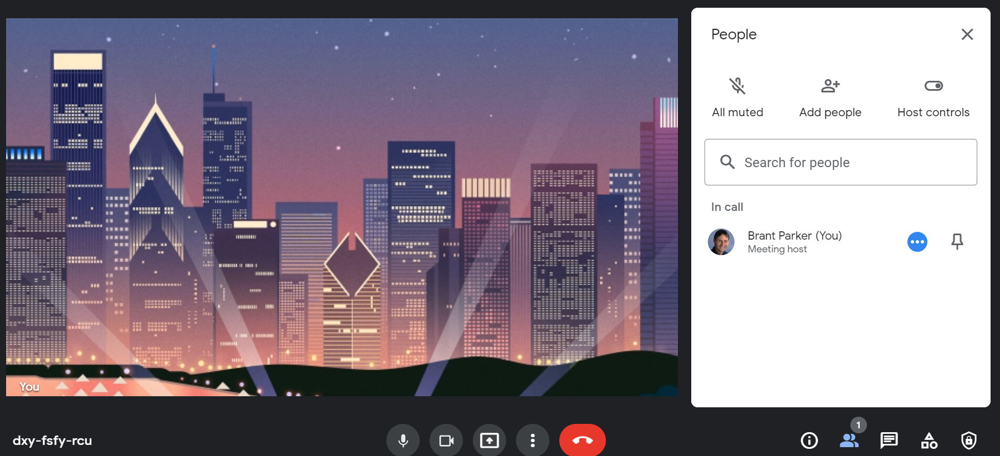 People
All muted
Add people
Host controls
Search for people
In call
Brant Parker (You)
Meeting host
You
dxy-fsfy-rcu
1